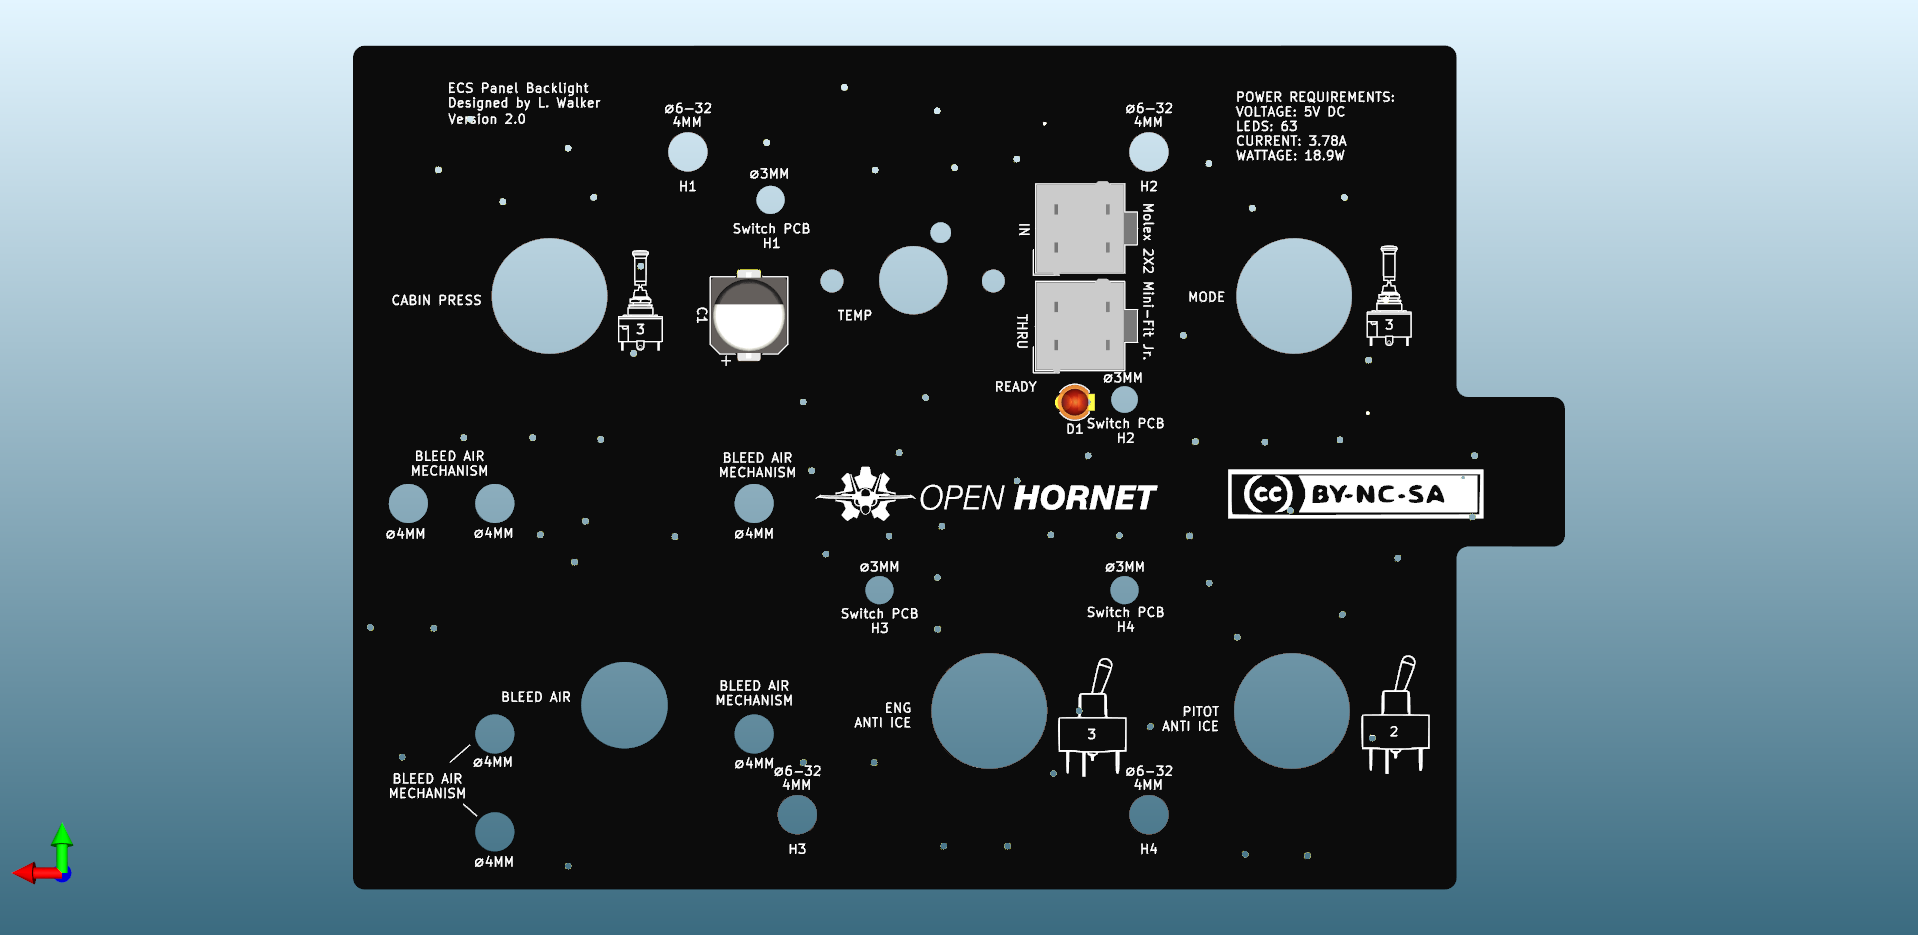 ECS Panel Backlight
Designed by L. Walker
Version 2.0
ø6-32
4MM
H1
ø3MM
Switch PCB
H1
ø6-32
4MM
H2
POWER REQUIREMENTS:
VOLTAGE: 5V DC
LEDS: 63
CURRENT: 3.78A
WATTAGE: 18.9W
IN
THRU
Molex 2X2 Mini-Fit Jr.
CABIN PRESS
3
C1
+
TEMP
MODE
3
READY
D1
ø3MM
Switch PCB
H2
BLEED AIR
MECHANISM
ø4MM
ø4MM
BLEED AIR
MECHANISM
ø4MM
OPEN HORNET
cc BY-NC-SA
ø3MM
Switch PCB
H3
ø3MM
Switch PCB
H4
BLEED AIR
BLEED AIR
MECHANISM
ø4MM
ENG
ANTI ICE
3
PITOT
ANTI ICE
2
ø4MM
BLEED AIR
MECHANISM
ø4MM
ø6-32
4MM
H3
ø6-32
4MM
H4